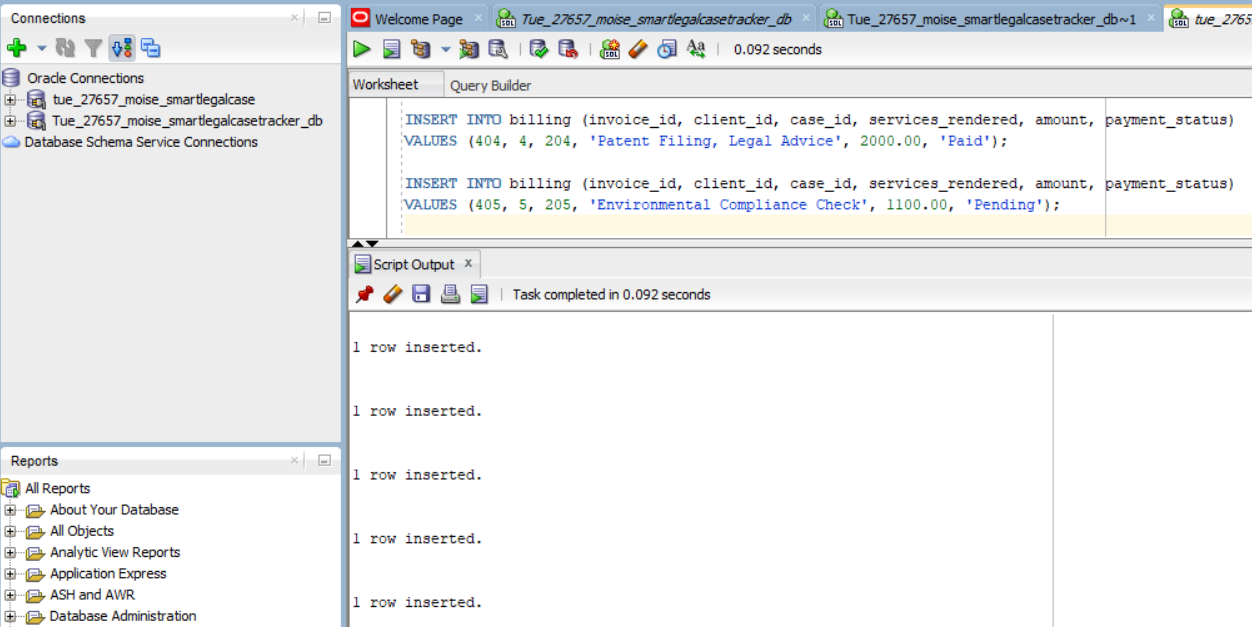 Connections
Oracle Connections
tue_27657_moise_smartlegalcase
Tue_27657_moise_smartlegalcasetracker_db
Database Schema Service Connections
Reports
All Reports
About Your Database
All Objects
Analytic View Reports
Application Express
ASH and AWR
Database Administration
Welcome Page
Tue_27657_moise_smartlegalcasetracker_db
Tue_27657_moise_smartlegalcasetracker_db~1
tue_2765
0.092 seconds
Worksheet
Query Builder
INSERT INTO billing (invoice_id, client_id, case_id, services_rendered, amount, payment_status)
VALUES (404, 4, 204, 'Patent Filing, Legal Advice', 2000.00, 'Paid');
INSERT INTO billing (invoice_id, client_id, case_id, services_rendered, amount, payment_status)
VALUES (405, 5, 205, 'Environmental Compliance Check', 1100.00, 'Pending');
Script Output
Task completed in 0.092 seconds
1 row inserted.
1 row inserted.
1 row inserted.
1 row inserted.
1 row inserted.